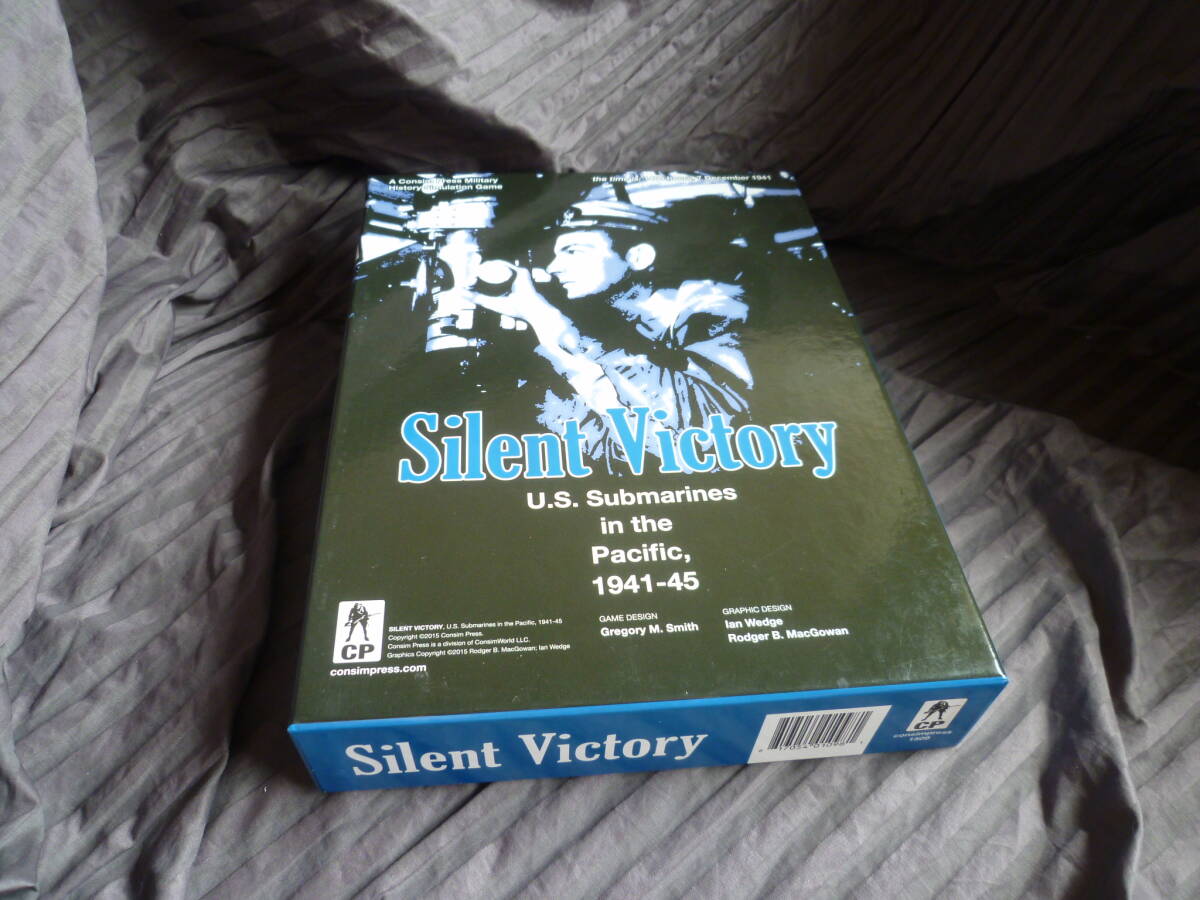 A Consim Press Military
History Simulation Game
December 1941
Silent Victory
U.S. Submarines
in the
Pacific,
1941-45
CP
consimpress.com
SILENT VICTORY, U.S. Submarines in the Pacific, 1941-45
Copyright ©2015 Consim Press.
Consim Press is a division of ConsimWorld LLC.
Graphics Copyright ©2015 Rodger B. MacGowan; Ian Wedge
GAME DESIGN
Gregory M. Smith
GRAPHIC DESIGN
Ian Wedge
Rodger B. MacGowan
Silent Victory
CP
consimpress